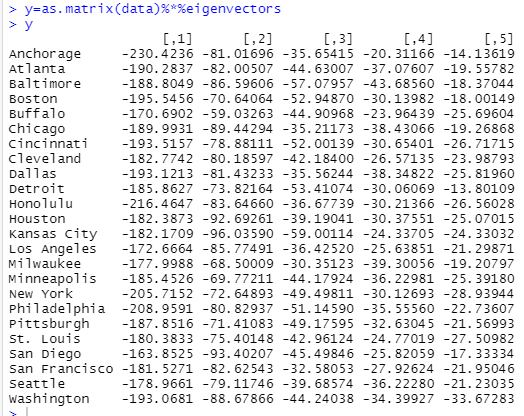 > y=as.matrix(data)%*%eigenvectors
> y
[,1] [,2] [,3] [,4] [,5]
Anchorage -230.4236 -81.01696 -35.65415 -20.31166 -14.13619
Atlanta -190.2837 -82.00507 -44.63007 -37.07607 -19.55782
Baltimore -188.8049 -86.59606 -57.07957 -43.68560 -18.37044
Boston -195.5456 -70.64064 -52.94870 -30.13982 -18.00149
Buffalo -170.6902 -59.03263 -44.90968 -23.96439 -25.69604
Chicago -189.9931 -89.44294 -35.21173 -38.43066 -19.26868
Cincinnati -193.5157 -78.88111 -52.00139 -30.65401 -26.71715
Cleveland -182.7742 -80.18597 -42.18400 -26.57135 -23.98793
Dallas -193.1213 -81.43233 -35.56244 -38.34822 -25.81960
Detroit -185.8627 -73.82164 -53.41074 -30.06069 -13.80109
Honolulu -216.4647 -83.64660 -36.67739 -30.21366 -26.56028
Houston -182.3873 -92.69261 -39.19041 -30.37551 -25.07015
Kansas City -182.1709 -96.03590 -59.00114 -24.33705 -24.33032
Los Angeles -172.6664 -85.77491 -36.42520 -25.63851 -21.29871
Milwaukee -177.9988 -68.50009 -30.35123 -39.30056 -19.20797
Minneapolis -185.4526 -69.77211 -44.17924 -36.22981 -25.39180
New York -205.7152 -72.64893 -49.49811 -30.12693 -28.93944
Philadelphia -208.9591 -80.82937 -51.14590 -35.55560 -22.73607
Pittsburgh -187.8516 -71.41083 -49.17595 -32.63045 -21.56993
St. Louis -180.3833 -75.40148 -42.96124 -24.77019 -27.50982
San Diego -163.8525 -93.40207 -45.49846 -25.82059 -17.33334
San Francisco -181.5271 -82.62543 -32.58053 -27.92624 -21.95046
Seattle -178.9661 -79.11746 -39.68574 -36.22280 -21.23035
Washington -193.0681 -88.67866 -44.24038 -34.39927 -33.67283
>